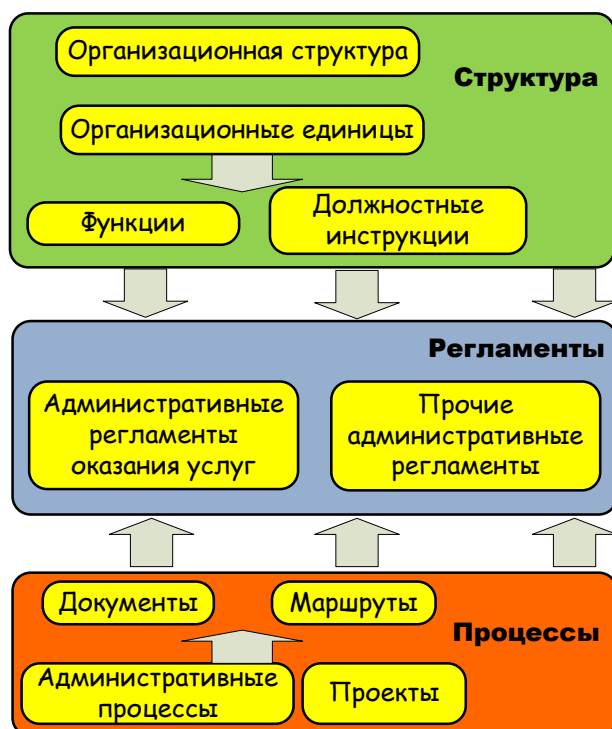 Организационная структура
Структура
Организационные единицы
Функции
Должностные
инструкции
Регламенты
Административные
регламенты
оказания услуг
Прочие
административные
регламенты
Документы
Маршруты
Процессы
Административные
процессы
Проекты